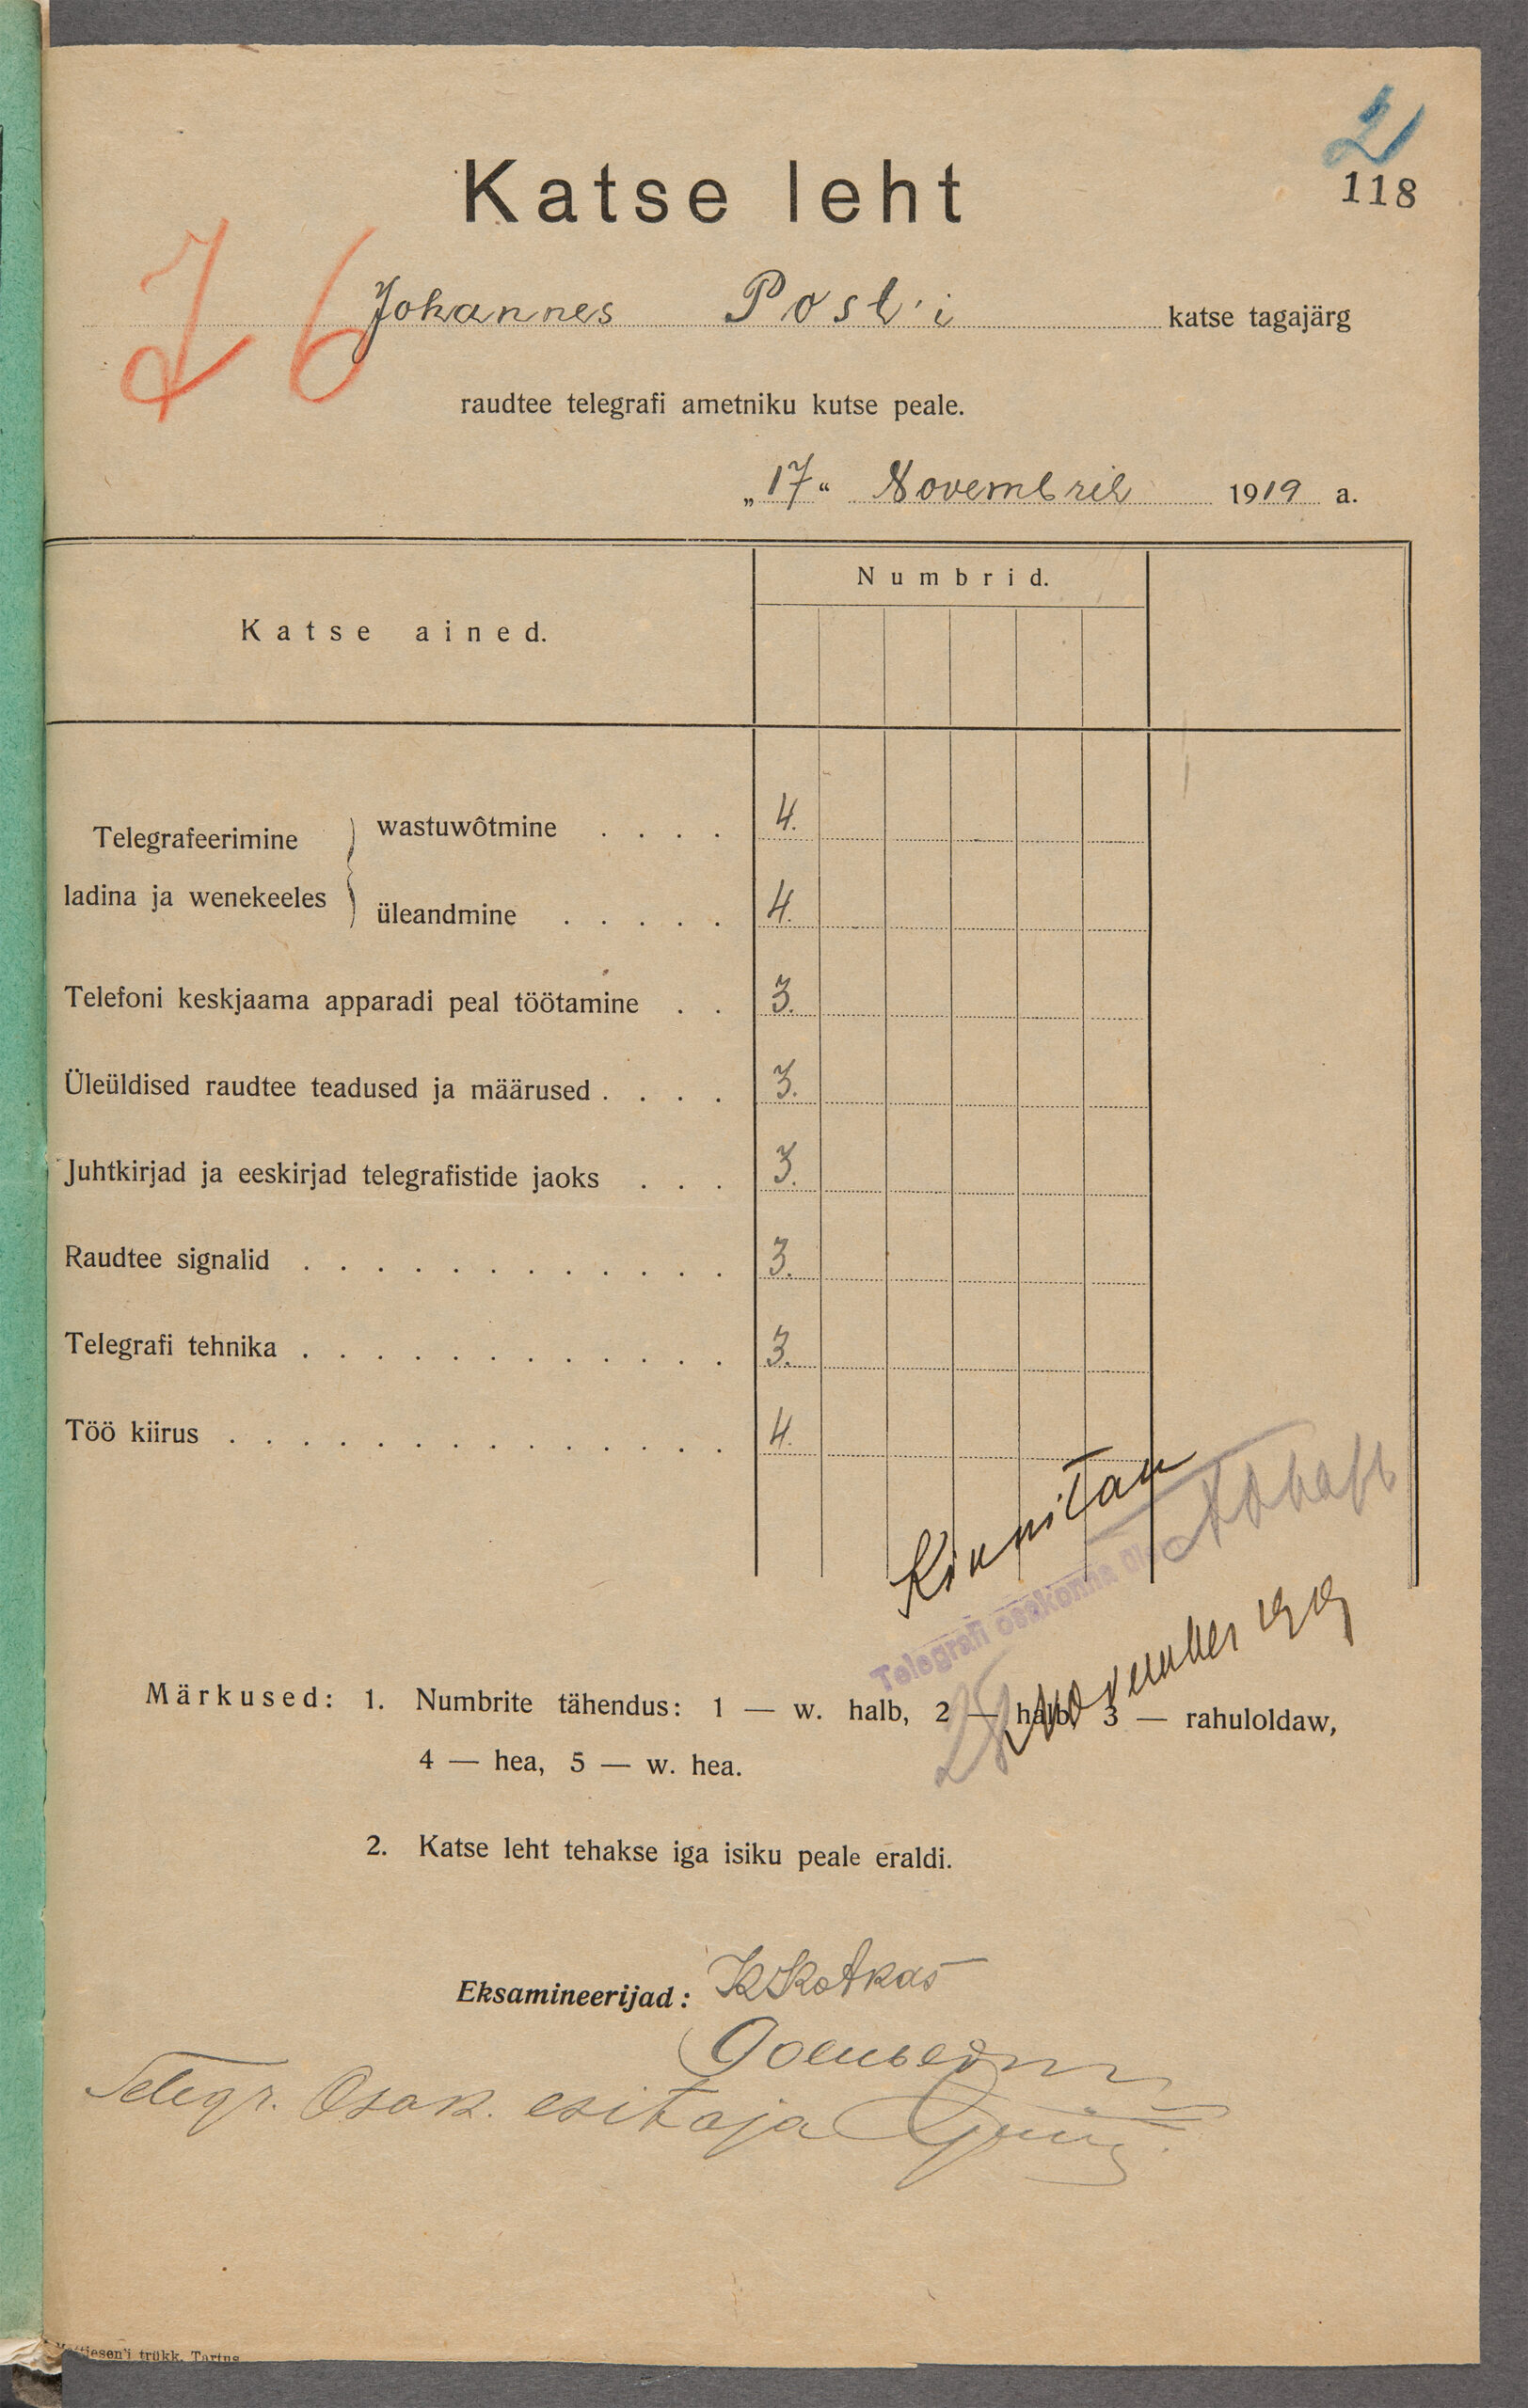 2
118
Katse leht
76
Johannes Post'i katse tagajärg
raudtee telegrafi ametniku kutse peale.
„17“ Novembril 1919 a.
Katse ained.
Numbrid.
Telegrafeerimine ladina ja wenekeeles
wastuwôtmine . . . . 4.
üleandmine . . . . . 4.
Telefoni keskjaama apparadi peal töötamine . . 3.
Üleüldised raudtee teadused ja määrused . . . . 3.
Juhtkirjad ja eeskirjad telegrafistide jaoks . . . 3.
Raudtee signalid . . . . . . . . . . . . 3.
Telegrafi tehnika . . . . . . . . . . . . 3.
Töö kiirus . . . . . . . . . . . . . . 4.
Kinnitan
Telegrafi osakonna üle
november 1919
Märkused: 1. Numbrite tähendus: 1 — w. halb, 2 — halb, 3 — rahuloldaw,
4 — hea, 5 — w. hea.
2. Katse leht tehakse iga isiku peale eraldi.
Eksamineerijad: K Kotkas
Telegr. Osak. esitaja
trükk. Tartus